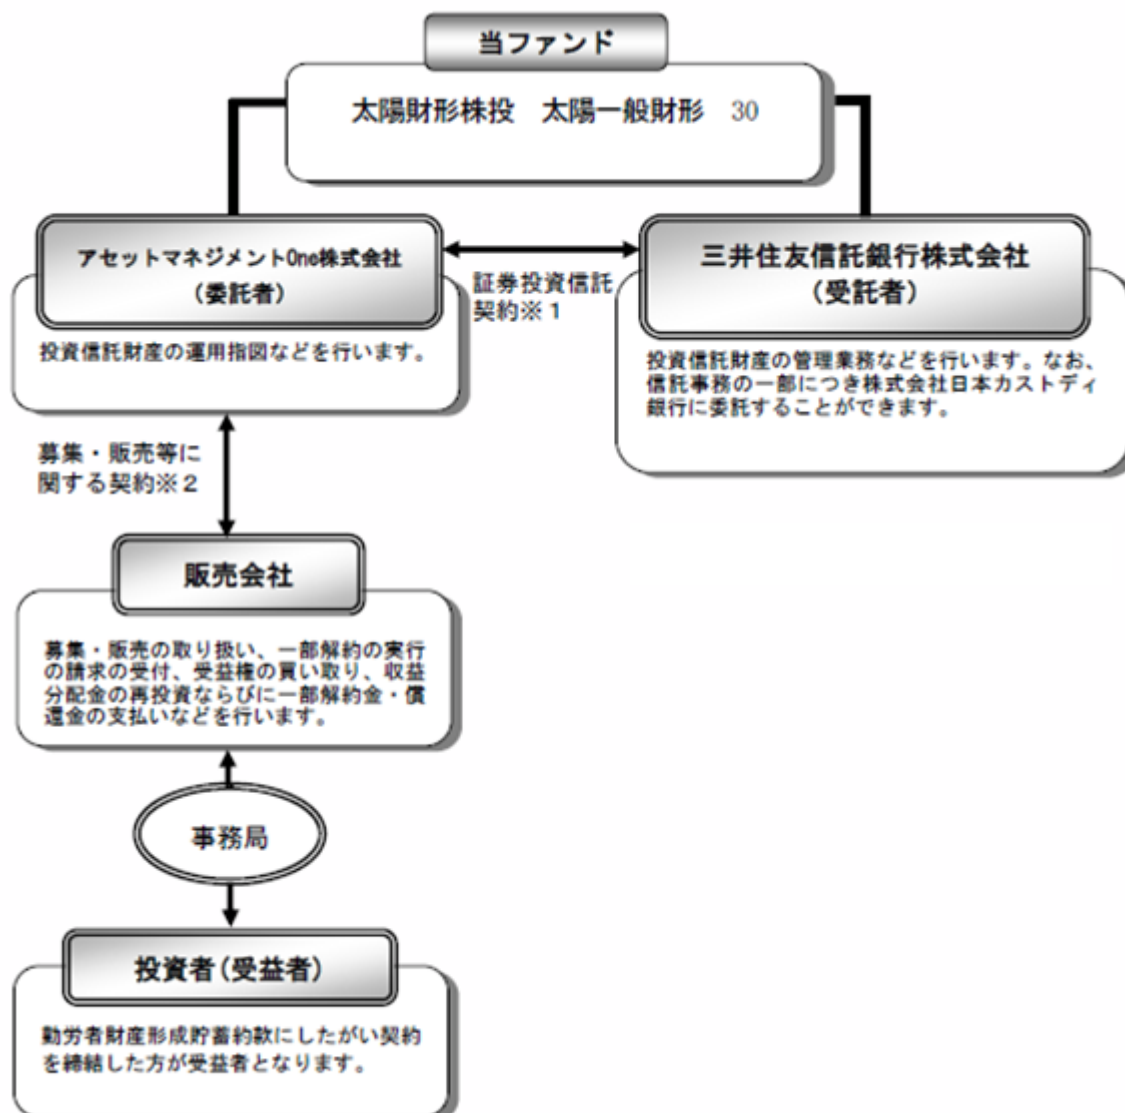 当ファンド
太陽財形株投　太陽一般財形　30
アセットマネジメントOne株式会社
（委託者）
投資信託財産の運用指図などを行います。
証券投資信託
契約※１
三井住友信託銀行株式会社
（受託者）
投資信託財産の管理業務などを行います。なお、
信託事務の一部につき株式会社日本カストディ
銀行に委託することができます。
募集・販売等に
関する契約※２
販売会社
募集・販売の取り扱い、一部解約の実行
の請求の受付、受益権の買い取り、収益
分配金の再投資ならびに一部解約金・償
還金の支払いなどを行います。
事務局
投資者（受益者）
勤労者財産形成貯蓄約款にしたがい契約
を締結した方が受益者となります。